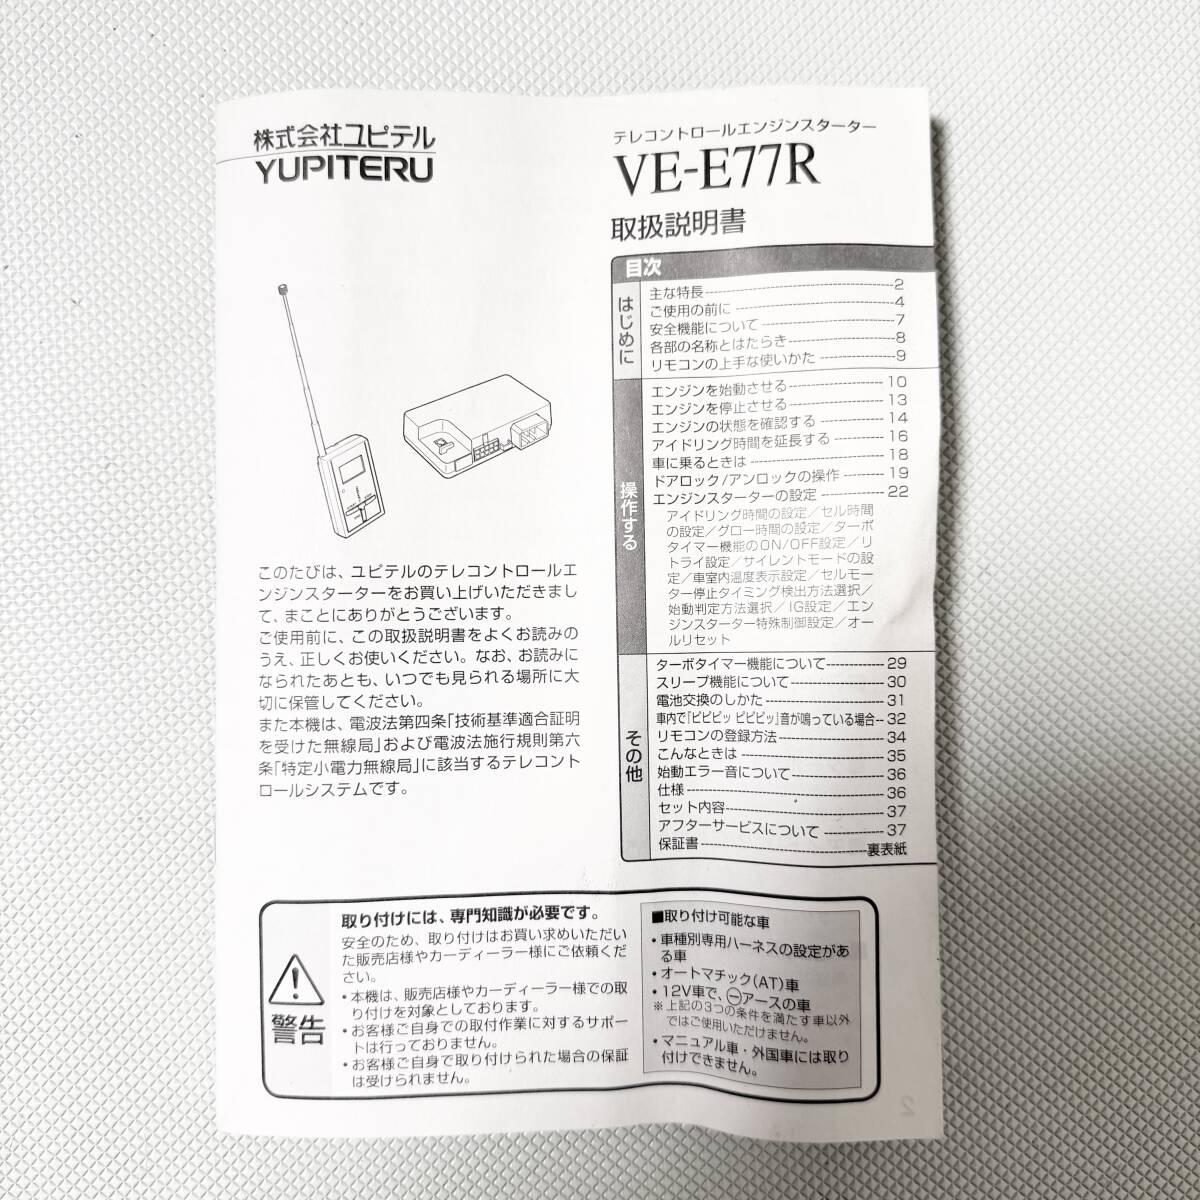 株式会社ユピテル
YUPITERU
テレコントロールエンジンスターター
VE-E77R
取扱説明書
目次
はじめに
主な特長 2
ご使用の前に 4
安全機能について 7
各部の名称とはたらき 8
リモコンの上手な使いかた 9
操作する
エンジンを始動させる 10
エンジンを停止させる 13
エンジンの状態を確認する 14
アイドリング時間を延長する 16
車に乗るときは 18
ドアロック/アンロックの操作 19
エンジンスターターの設定 22
アイドリング時間の設定/セル時間
の設定/グロー時間の設定/ターボ
タイマー機能のON/OFF設定/リ
トライ設定/サイレントモードの設
定/車室内温度表示設定/セルモー
ター停止タイミング検出方法選択/
始動判定方法選択/IG設定/エン
ジンスターター特殊制御設定/オー
ルリセット
その他
ターボタイマー機能について 29
スリープ機能について 30
電池交換のしかた 31
車内で「ピピピッ ピピピッ」音が鳴っている場合 32
リモコンの登録方法 34
こんなときは 35
始動エラー音について 36
仕様 36
セット内容 37
アフターサービスについて 37
保証書 裏表紙
このたびは、ユピテルのテレコントロールエ
ンジンスターターをお買い上げいただきまし
て、まことにありがとうございます。
ご使用前に、この取扱説明書をよくお読みの
うえ、正しくお使いください。なお、お読みに
なられたあとも、いつでも見られる場所に大
切に保管してください。
また本機は、電波法第四条「技術基準適合証明
を受けた無線局」および電波法施行規則第六
条「特定小電力無線局」に該当するテレコント
ロールシステムです。
警告
取り付けには、専門知識が必要です。
安全のため、取り付けはお買い求めいただい
た販売店様やカーディーラー様にご依頼くだ
さい。
・本機は、販売店様やカーディーラー様での取
り付けを対象としております。
・お客様ご自身での取付作業に対するサポー
トは行っておりません。
・お客様ご自身で取り付けられた場合の保証
は受けられません。
■取り付け可能な車
・車種別専用ハーネスの設定があ
る車
・オートマチック(AT)車
・12V車で、⊖アースの車
※上記の3つの条件を満たす車以外
ではご使用いただけません。
・マニュアル車・外国車には取り
付けできません。
2